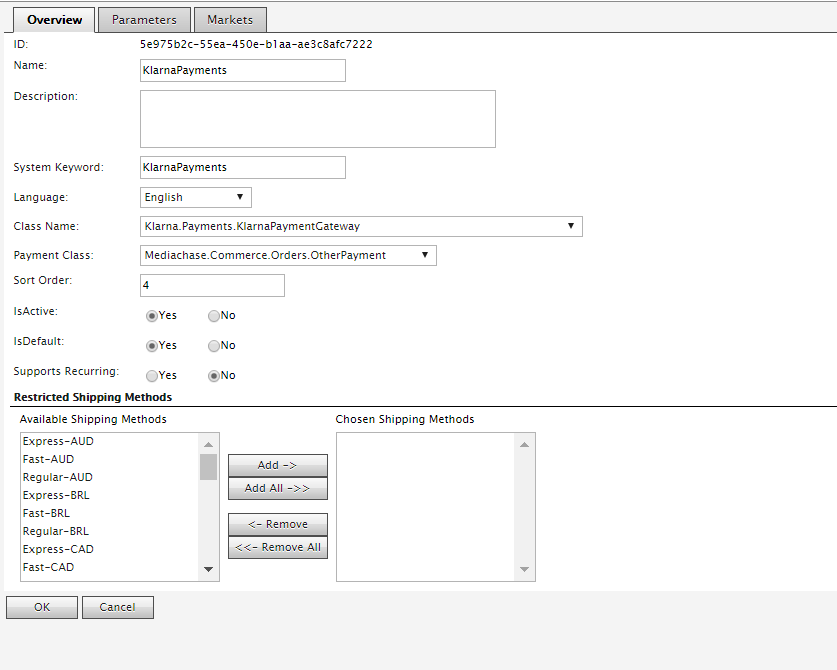 Overview Parameters Markets
ID: 5e975b2c-55ea-450e-b1aa-ae3c8afc7222
Name: KlarnaPayments
Description:
System Keyword: KlarnaPayments
Language: English
Class Name: Klarna.Payments.KlarnaPaymentGateway
Payment Class: Mediachase.Commerce.Orders.OtherPayment
Sort Order: 4
IsActive: Yes No
IsDefault: Yes No
Supports Recurring: Yes No
Restricted Shipping Methods
Available Shipping Methods Chosen Shipping Methods
Express-AUD
Fast-AUD
Regular-AUD
Express-BRL
Fast-BRL
Regular-BRL
Express-CAD
Fast-CAD
Add ->
Add All ->>
<- Remove
<<- Remove All
OK Cancel